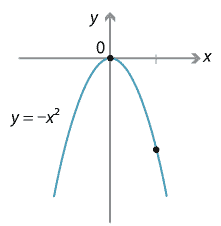 y
0
x
y = −x²